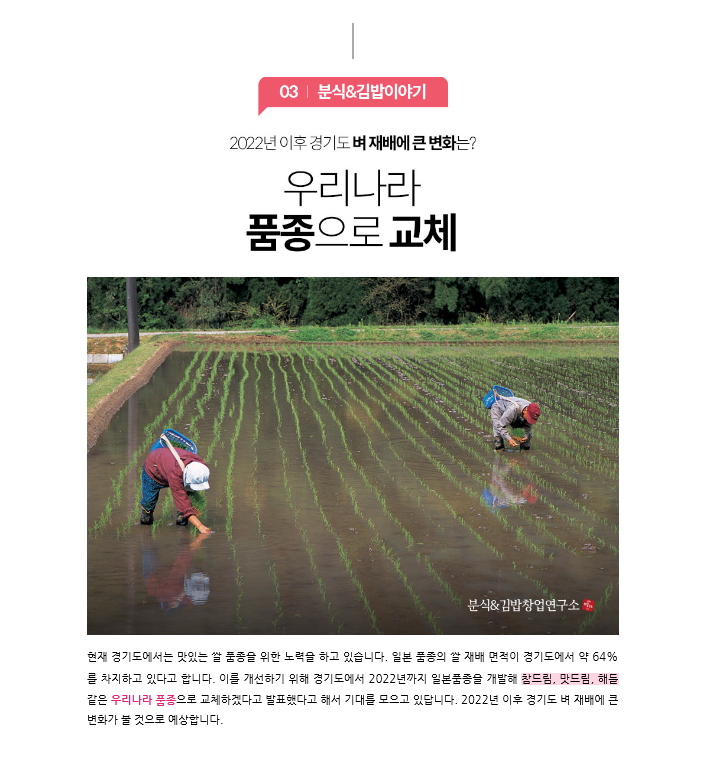 03 | 분식&김밥이야기
2022년 이후 경기도 벼 재배에 큰 변화는?
우리나라
품종으로 교체
분식&김밥창업연구소
현재 경기도에서는 맛있는 쌀 품종을 위한 노력을 하고 있습니다. 일본 품종의 쌀 재배 면적이 경기도에서 약 64%
를 차지하고 있다고 합니다. 이를 개선하기 위해 경기도에서 2022년까지 일본품종을 개발해 참드림, 맛드림, 해들
같은 우리나라 품종으로 교체하겠다고 발표했다고 해서 기대를 모으고 있답니다. 2022년 이후 경기도 벼 재배에 큰
변화가 불 것으로 예상합니다.